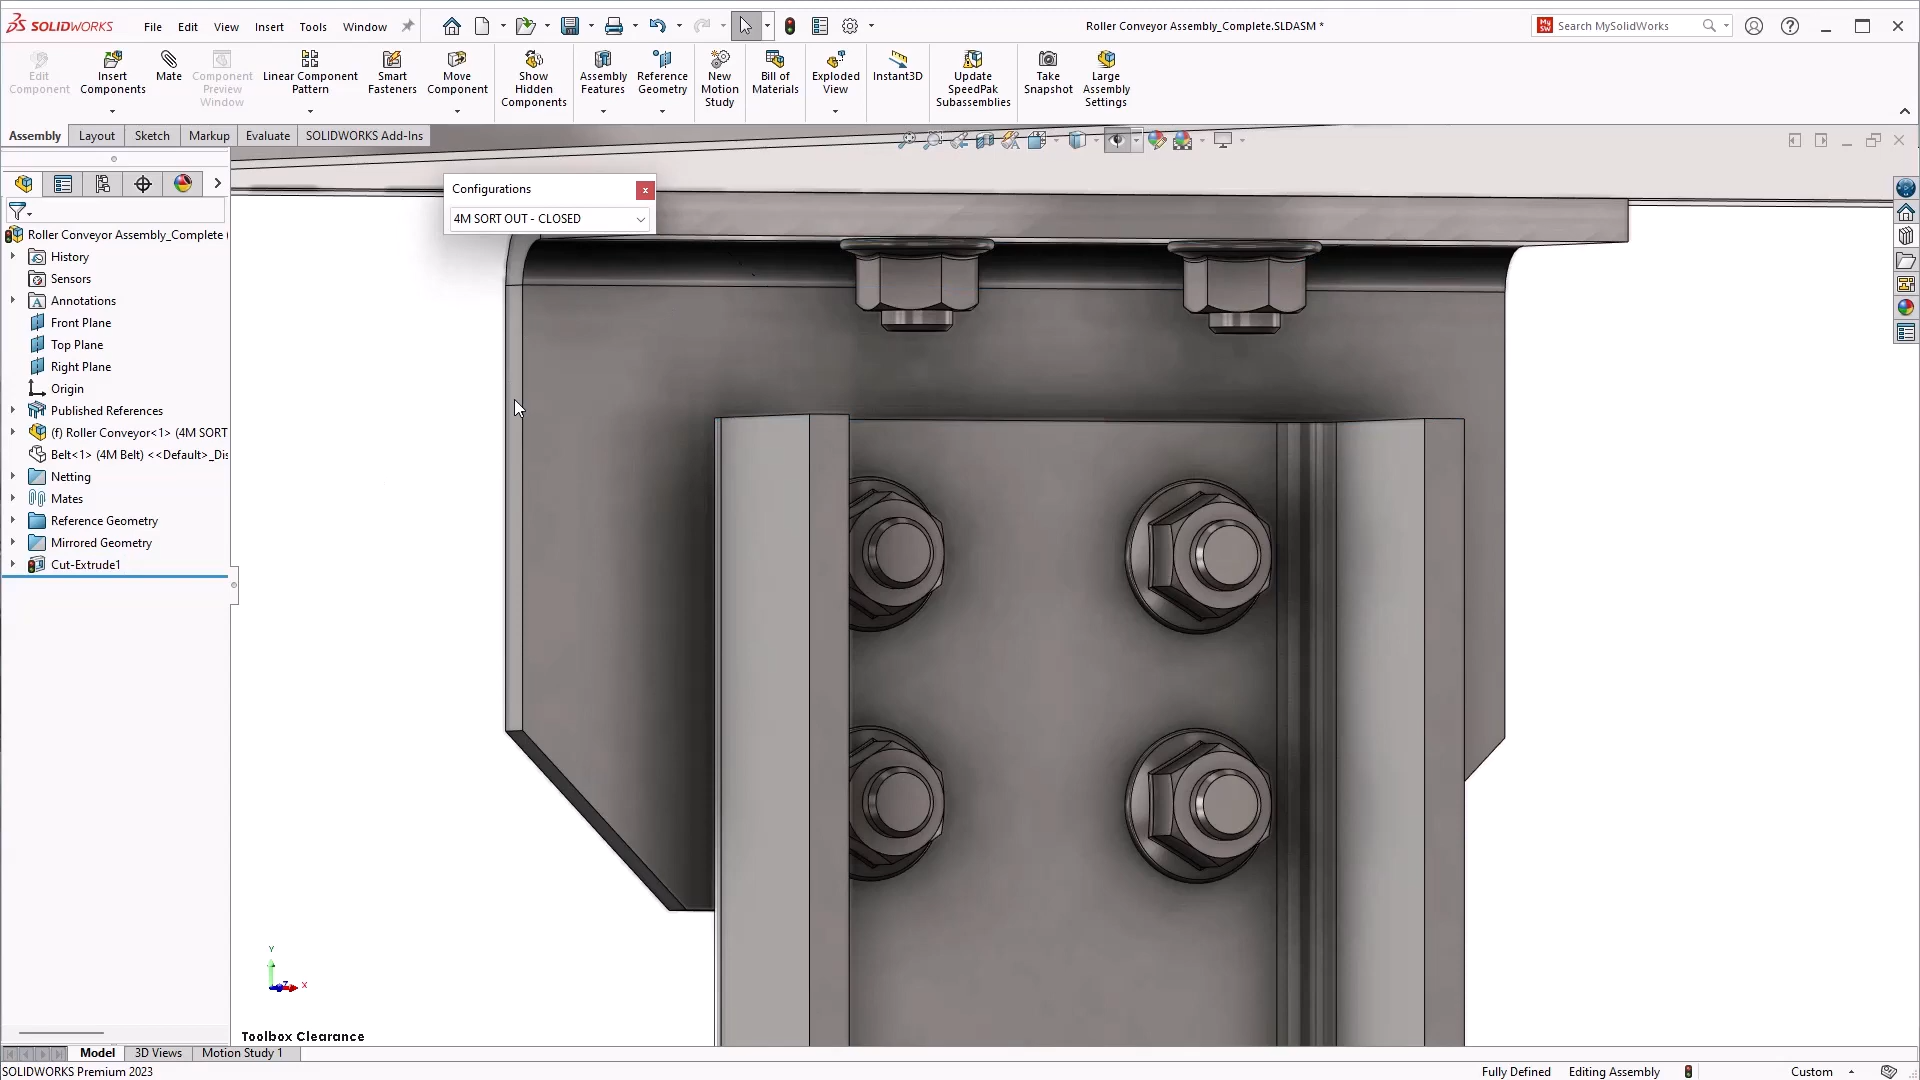 SOLIDWORKS File Edit View Insert Tools Window
Roller Conveyor Assembly_Complete.SLDASM *
Search MySolidWorks
Edit Component
Insert Components
Mate
Component Preview Window
Linear Component Pattern
Smart Fasteners
Move Component
Show Hidden Components
Assembly Features
Reference Geometry
New Motion Study
Bill of Materials
Exploded View
Instant3D
Update SpeedPak Subassemblies
Take Snapshot
Large Assembly Settings
Assembly Layout Sketch Markup Evaluate SOLIDWORKS Add-Ins
Configurations
4M SORT OUT - CLOSED
Roller Conveyor Assembly_Complete (
History
Sensors
Annotations
Front Plane
Top Plane
Right Plane
Origin
Published References
(f) Roller Conveyor<1> (4M SORT
Belt<1> (4M Belt) <<Default>_Dis
Netting
Mates
Reference Geometry
Mirrored Geometry
Cut-Extrude1
Y
Z
X
Toolbox Clearance
Model 3D Views Motion Study 1
SOLIDWORKS Premium 2023
Fully Defined Editing Assembly Custom